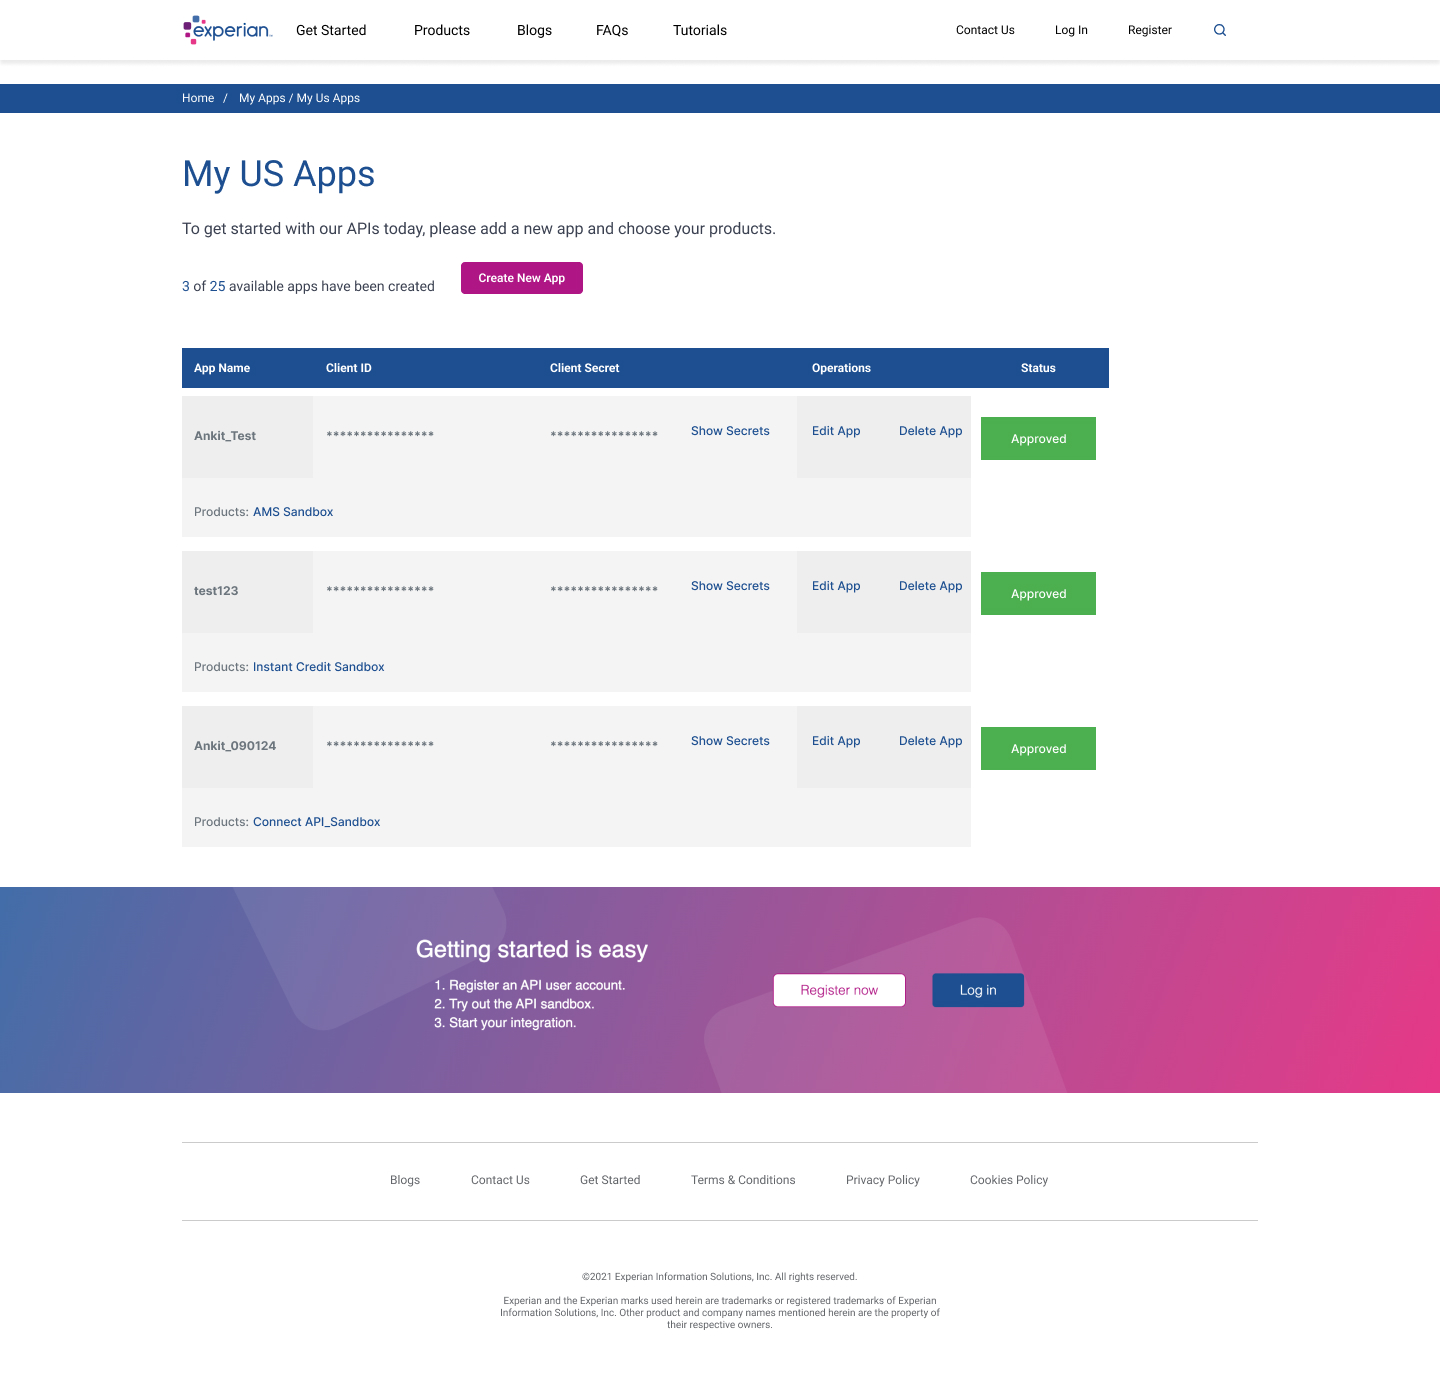 experian™ Get Started Products Blogs FAQs Tutorials Contact Us Log In Register
Home / My Apps / My Us Apps
My US Apps
To get started with our APIs today, please add a new app and choose your products.
3 of 25 available apps have been created Create New App
App Name Client ID Client Secret Operations Status
Ankit_Test **************** **************** Show Secrets Edit App Delete App Approved
Products: AMS Sandbox
test123 **************** **************** Show Secrets Edit App Delete App Approved
Products: Instant Credit Sandbox
Ankit_090124 **************** **************** Show Secrets Edit App Delete App Approved
Products: Connect API_Sandbox
Getting started is easy
1. Register an API user account.
2. Try out the API sandbox.
3. Start your integration.
Register now Log in
Blogs Contact Us Get Started Terms & Conditions Privacy Policy Cookies Policy
©2021 Experian Information Solutions, Inc. All rights reserved.
Experian and the Experian marks used herein are trademarks or registered trademarks of Experian
Information Solutions, Inc. Other product and company names mentioned herein are the property of
their respective owners.